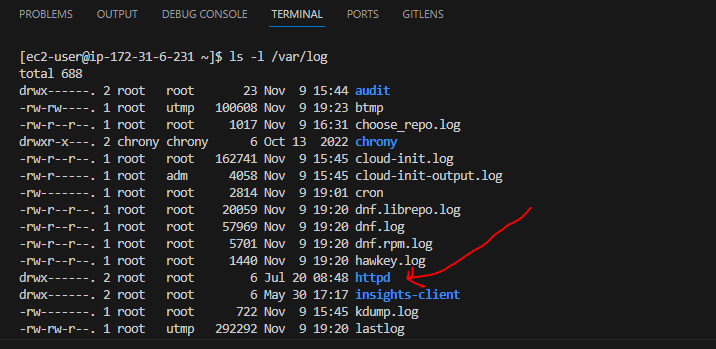 PROBLEMS OUTPUT DEBUG CONSOLE TERMINAL PORTS GITLENS
[ec2-user@ip-172-31-6-231 ~]$ ls -l /var/log
total 688
drwx------. 2 root   root       23 Nov  9 15:44 audit
-rw-rw----. 1 root   utmp   100608 Nov  9 19:23 btmp
-rw-r--r--. 1 root   root     1017 Nov  9 16:31 choose_repo.log
drwxr-x---. 2 chrony chrony      6 Oct 13  2022 chrony
-rw-r--r--. 1 root   root   162741 Nov  9 15:45 cloud-init.log
-rw-r-----. 1 root   adm      4058 Nov  9 15:45 cloud-init-output.log
-rw-------. 1 root   root     2814 Nov  9 19:01 cron
-rw-r--r--. 1 root   root    20059 Nov  9 19:20 dnf.librepo.log
-rw-r--r--. 1 root   root    57969 Nov  9 19:20 dnf.log
-rw-r--r--. 1 root   root     5701 Nov  9 19:20 dnf.rpm.log
-rw-r--r--. 1 root   root     1440 Nov  9 19:20 hawkey.log
drwx------. 2 root   root        6 Jul 20 08:48 httpd
drwx------. 2 root   root        6 May 30 17:17 insights-client
-rw-------. 1 root   root      722 Nov  9 15:45 kdump.log
-rw-rw-r--. 1 root   utmp   292292 Nov  9 19:20 lastlog